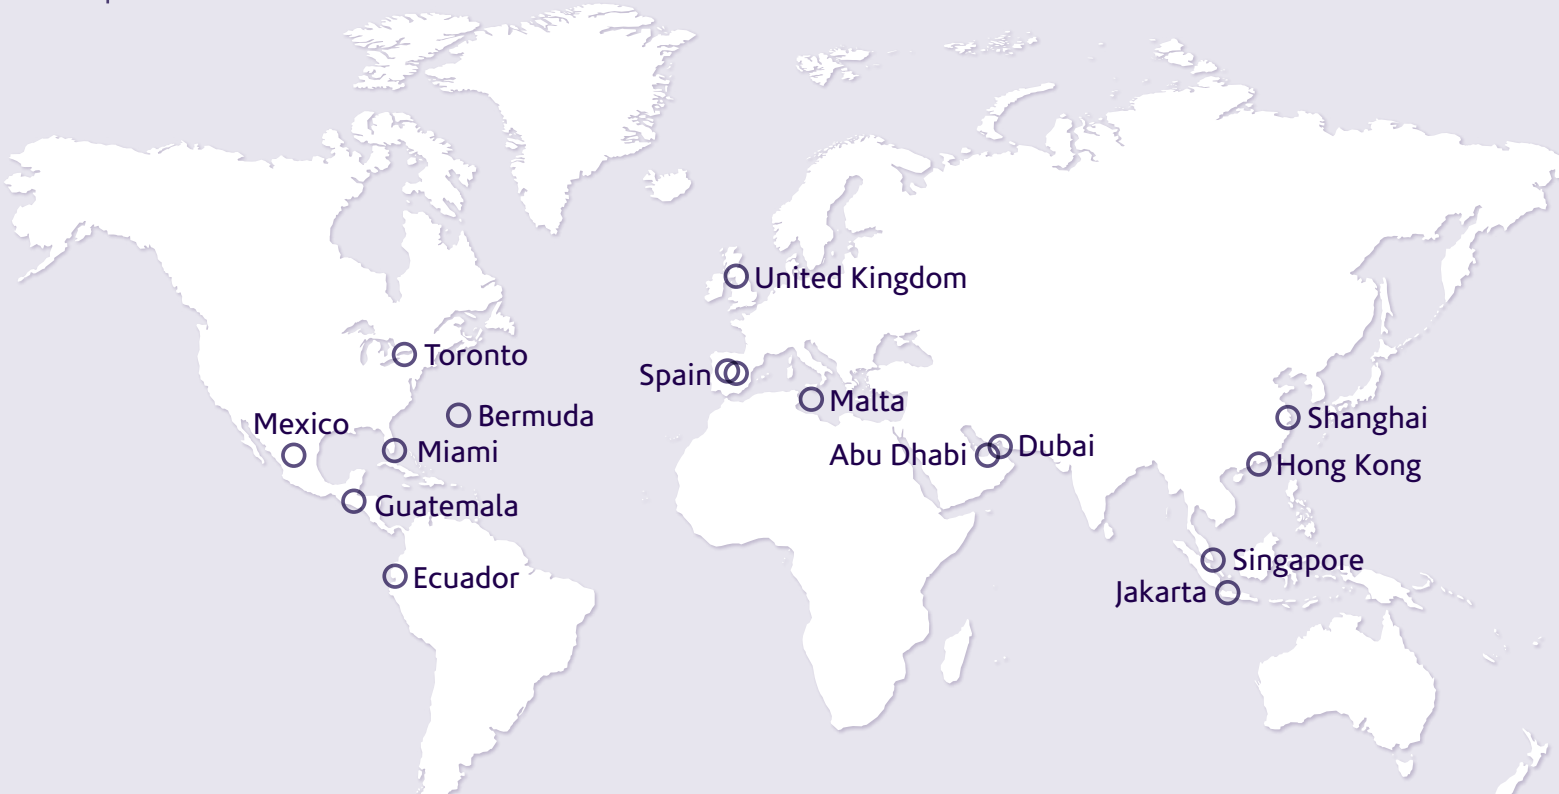 United Kingdom
Toronto
Spain
Malta
Bermuda
Mexico
Miami
Abu Dhabi
Dubai
Shanghai
Hong Kong
Guatemala
Ecuador
Singapore
Jakarta